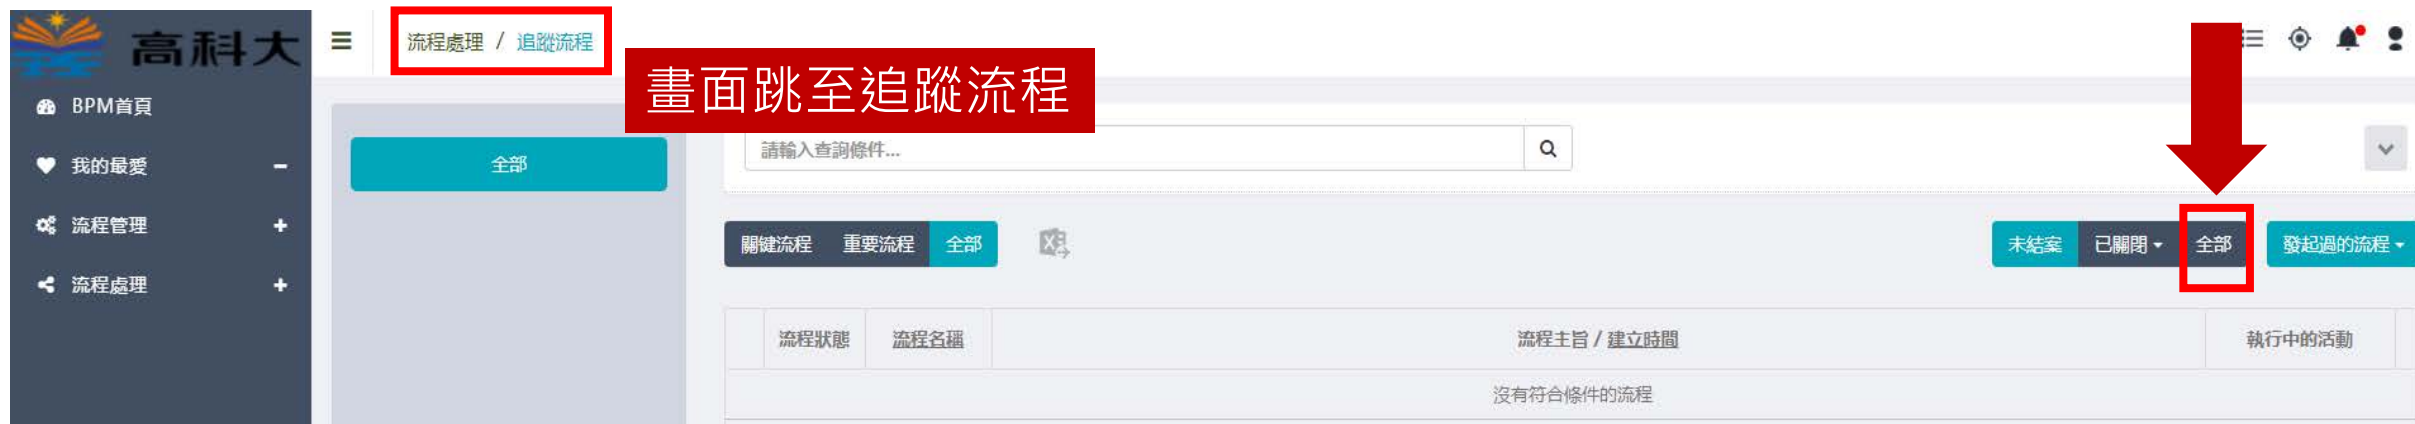 高科大
流程處理 / 追蹤流程
畫面跳至追蹤流程
BPM首頁
我的最愛
流程管理
流程處理
全部
請輸入查詢條件...
關鍵流程 重要流程 全部
未結案 已關閉 全部 發起過的流程
流程狀態 流程名稱 流程主旨 / 建立時間 執行中的活動
沒有符合條件的流程